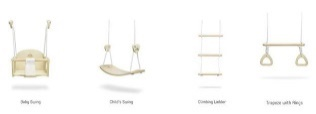 Baby Swing
Child's Swing
Climbing Ladder
Trapeze with Rings